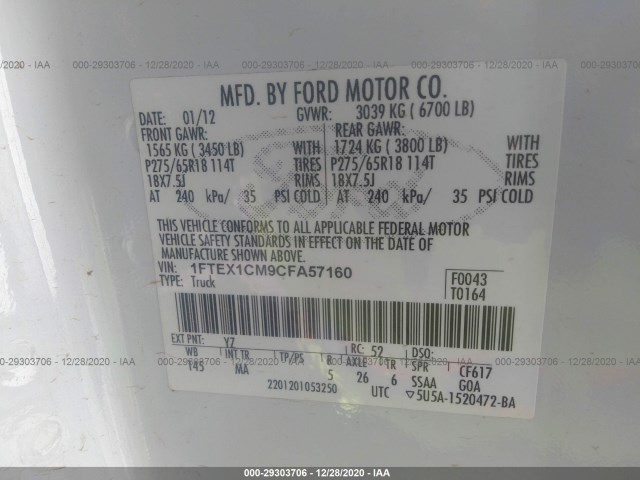 000-29303706 - 12/28/2020 - IAA
MFD. BY FORD MOTOR CO.
DATE: 01/12 GVWR: 3039 KG ( 6700 LB)
FRONT GAWR: REAR GAWR:
1565 KG ( 3450 LB) WITH 1724 KG ( 3800 LB) WITH
P275/65R18 114T TIRES P275/65R18 114T TIRES
18X7.5J RIMS 18X7.5J RIMS
AT 240 kPa/ 35 PSI COLD AT 240 kPa/ 35 PSI COLD
THIS VEHICLE CONFORMS TO ALL APPLICABLE FEDERAL MOTOR
VEHICLE SAFETY STANDARDS IN EFFECT ON THE DATE OF
MANUFACTURE SHOWN ABOVE.
VIN: 1FTEX1CM9CFA57160 F0043
TYPE: Truck T0164
EXT PNT: YZ RC: 52 DSO:
WB INT TR TP/PS R AXLE TR SPR CF617
145 MA 5 26 6 SSAA GOA
2201201053250 UTC ▽5U5A-1520472-BA
000-29303706 - 12/28/2020 - IAA